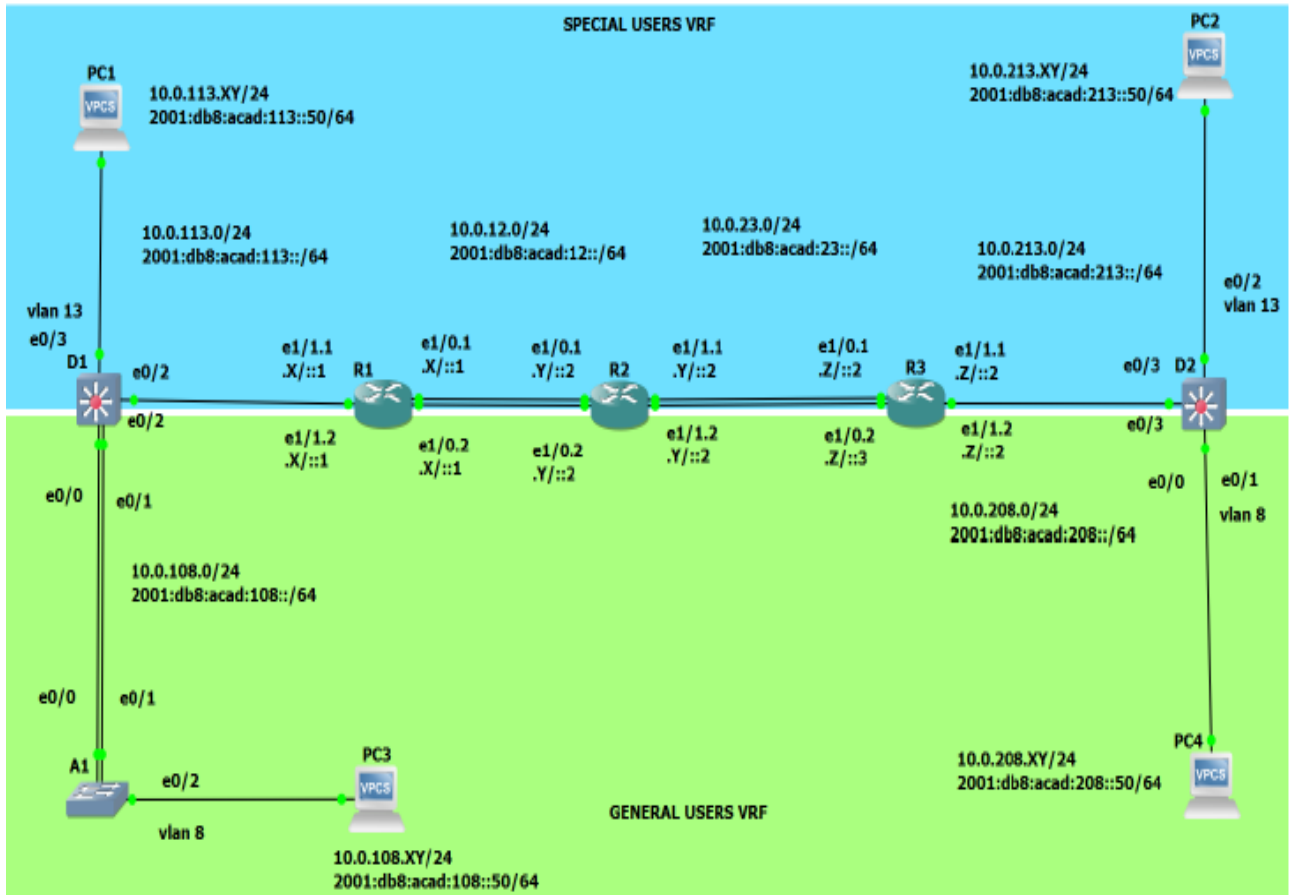 SPECIAL USERS VRF
PC2
VPCS
10.0.213.XY/24
2001:db8:acad:213::50/64
PC1
VPCS
10.0.113.XY/24
2001:db8:acad:113::50/64
10.0.113.0/24
2001:db8:acad:113::/64
10.0.12.0/24
2001:db8:acad:12::/64
10.0.23.0/24
2001:db8:acad:23::/64
10.0.213.0/24
2001:db8:acad:213::/64
e0/2
vlan 13
vlan 13
e0/3
D1
e0/2
e0/2
e1/1.1
.X/::1
R1
e1/0.1
.X/::1
e1/0.1
.Y/::2
R2
e1/1.1
.Y/::2
e1/0.1
.Z/::2
R3
e1/1.1
.Z/::2
e0/3
D2
e0/3
e1/1.2
.X/::1
e1/0.2
.X/::1
e1/0.2
.Y/::2
e1/1.2
.Y/::2
e1/0.2
.Z/::3
e1/1.2
.Z/::2
e0/0
e0/1
vlan 8
e0/0
e0/1
10.0.208.0/24
2001:db8:acad:208::/64
10.0.108.0/24
2001:db8:acad:108::/64
e0/0
e0/1
A1
e0/2
vlan 8
PC3
VPCS
10.0.108.XY/24
2001:db8:acad:108::50/64
GENERAL USERS VRF
PC4
VPCS
10.0.208.XY/24
2001:db8:acad:208::50/64